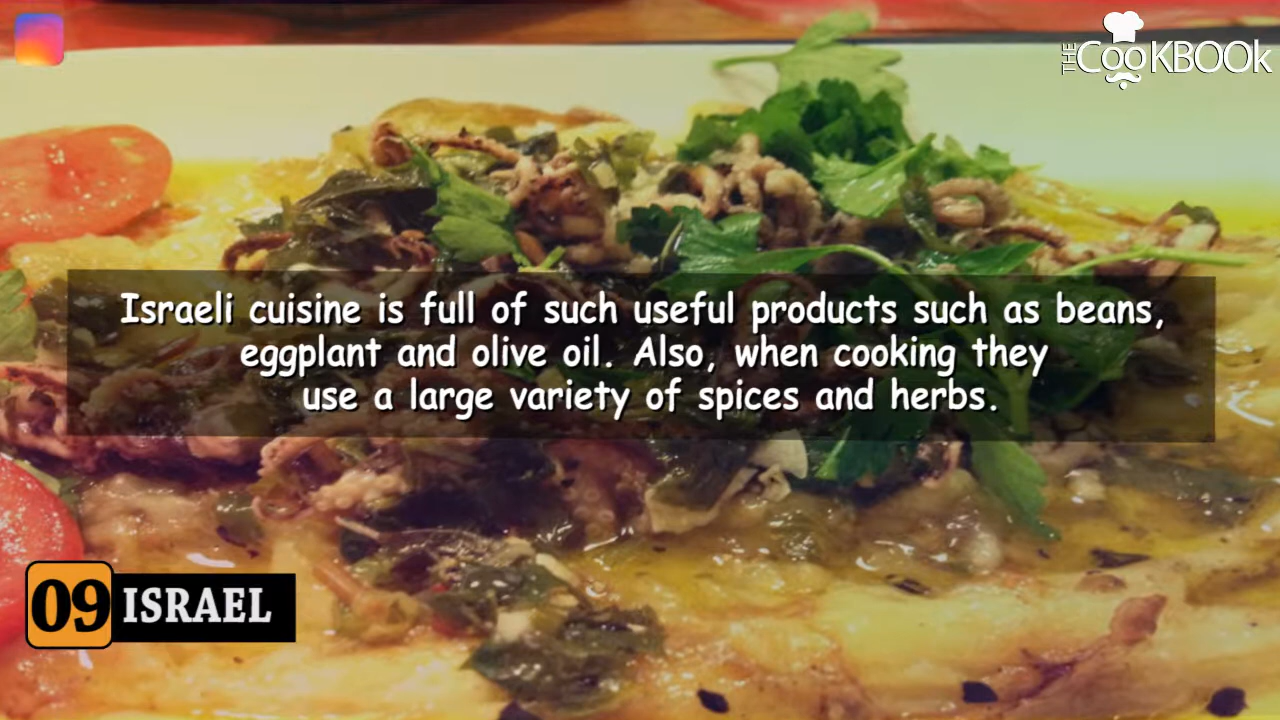 THE COOKBOOK
Israeli cuisine is full of such useful products such as beans,
eggplant and olive oil. Also, when cooking they
use a large variety of spices and herbs.
09 ISRAEL